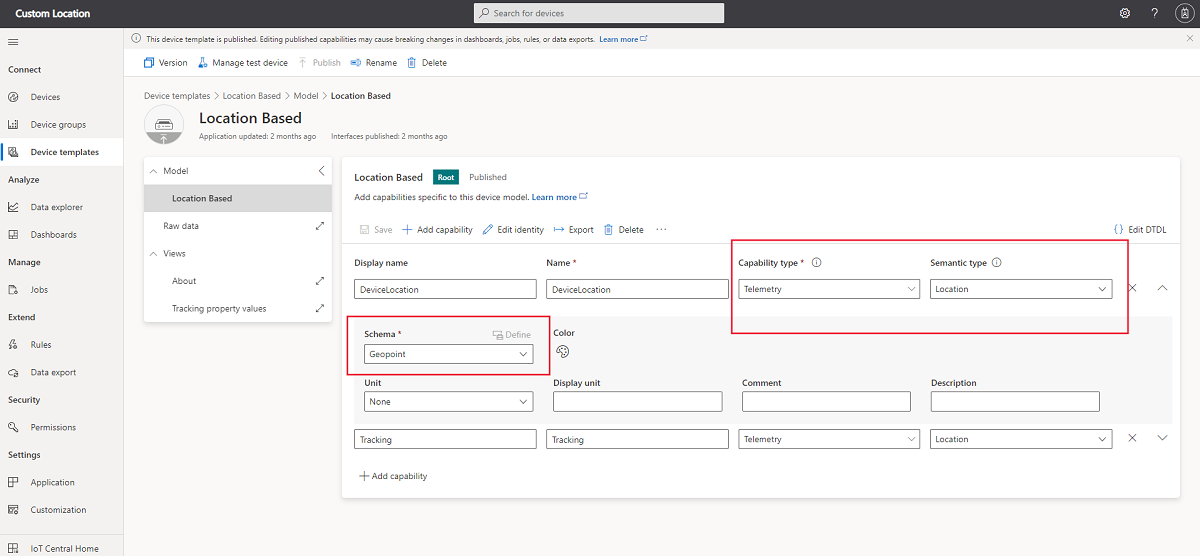 Custom Location
Search for devices
?
This device template is published. Editing published capabilities may cause breaking changes in dashboards, jobs, rules, or data exports. Learn more
Connect
Devices
Device groups
Device templates
Analyze
Data explorer
Dashboards
Manage
Jobs
Extend
Rules
Data export
Security
Permissions
Settings
Application
Customization
IoT Central Home
Version Manage test device Publish Rename Delete
Device templates > Location Based > Model > Location Based
Location Based
Application updated: 2 months ago Interfaces published: 2 months ago
Model
Location Based
Raw data
Views
About
Tracking property values
Location Based Root Published
Add capabilities specific to this device model. Learn more
Save + Add capability Edit identity Export Delete ... {} Edit DTDL
Display name Name * Capability type * Semantic type
DeviceLocation DeviceLocation Telemetry Location
Schema * Define Color
Geopoint
Unit Display unit Comment Description
None
Tracking Tracking Telemetry Location
+ Add capability